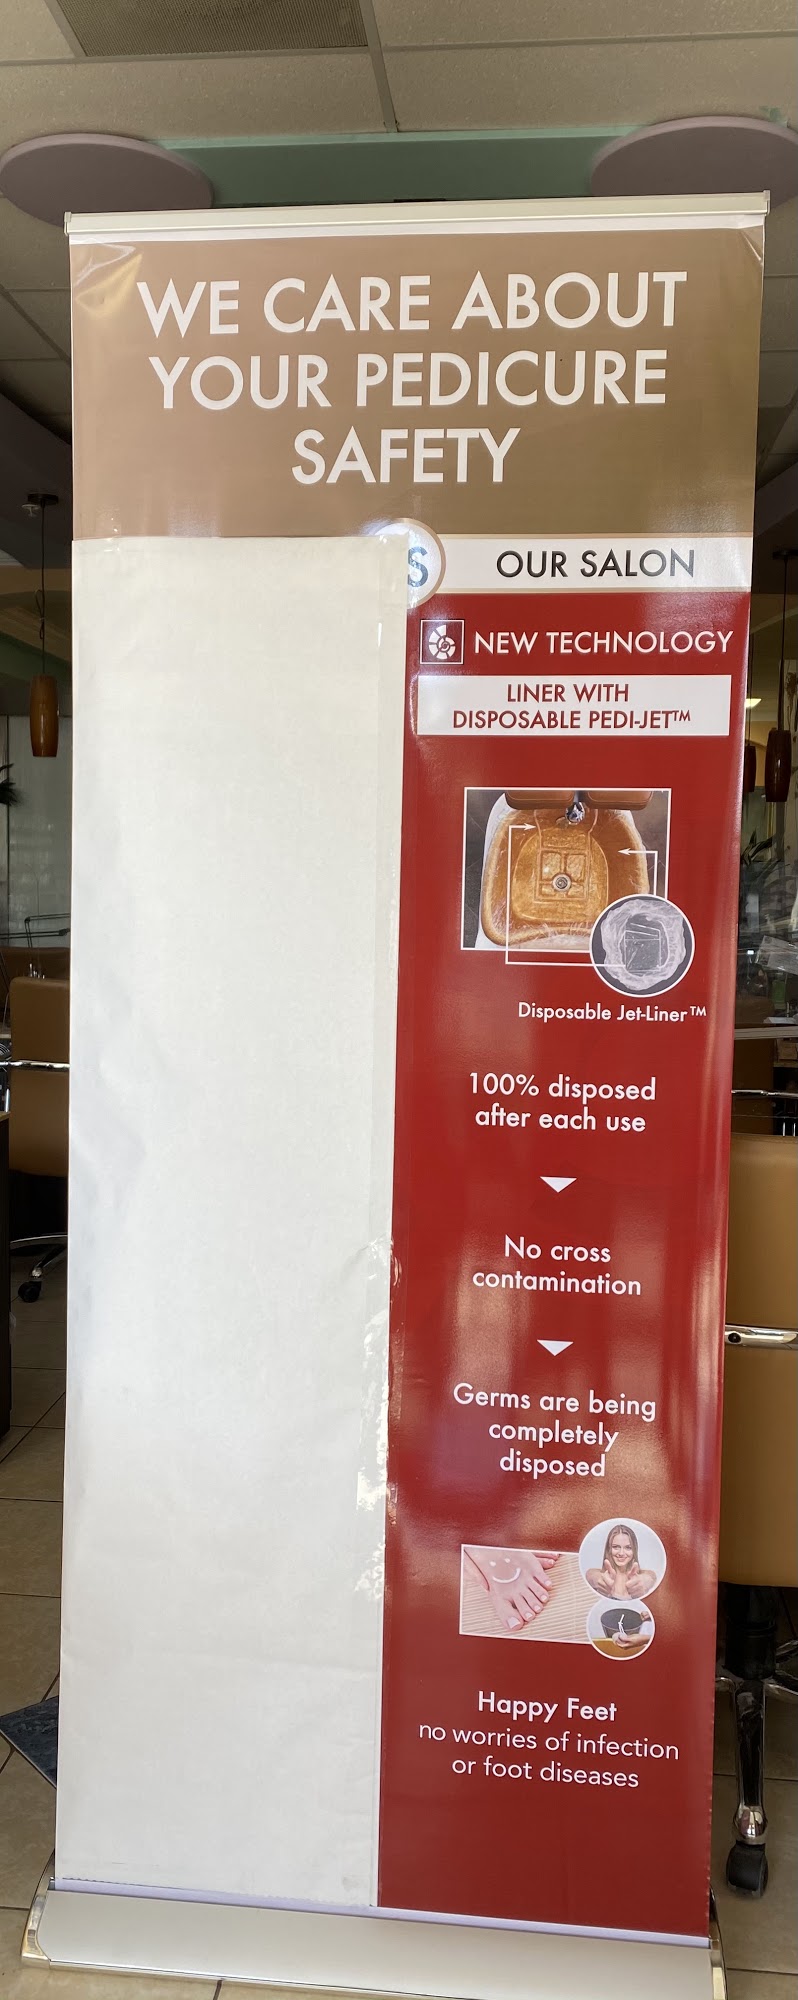 WE CARE ABOUT
YOUR PEDICURE
SAFETY
S
OUR SALON
NEW TECHNOLOGY
LINER WITH
DISPOSABLE PEDI-JET™
Disposable Jet-Liner™
100% disposed
after each use
No cross
contamination
Germs are being
completely
disposed
Happy Feet
no worries of infection
or foot diseases